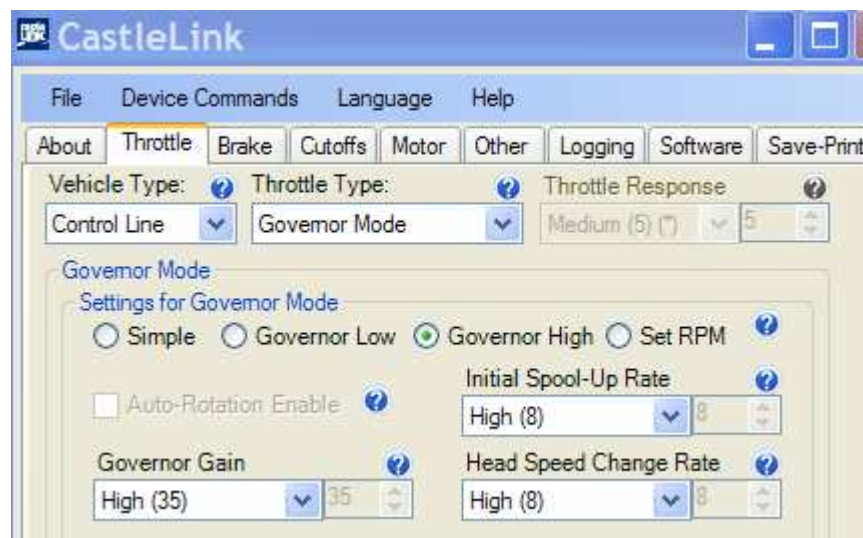 CastleLink
File Device Commands Language Help
About Throttle Brake Cutoffs Motor Other Logging Software Save-Print
Vehicle Type: Throttle Type: Throttle Response
Control Line Governor Mode Medium (5) (*) 5
Governor Mode
Settings for Governor Mode
Simple Governor Low Governor High Set RPM
Initial Spool-Up Rate
Auto-Rotation Enable
High (8) 8
Governor Gain Head Speed Change Rate
High (35) 35 High (8) 8